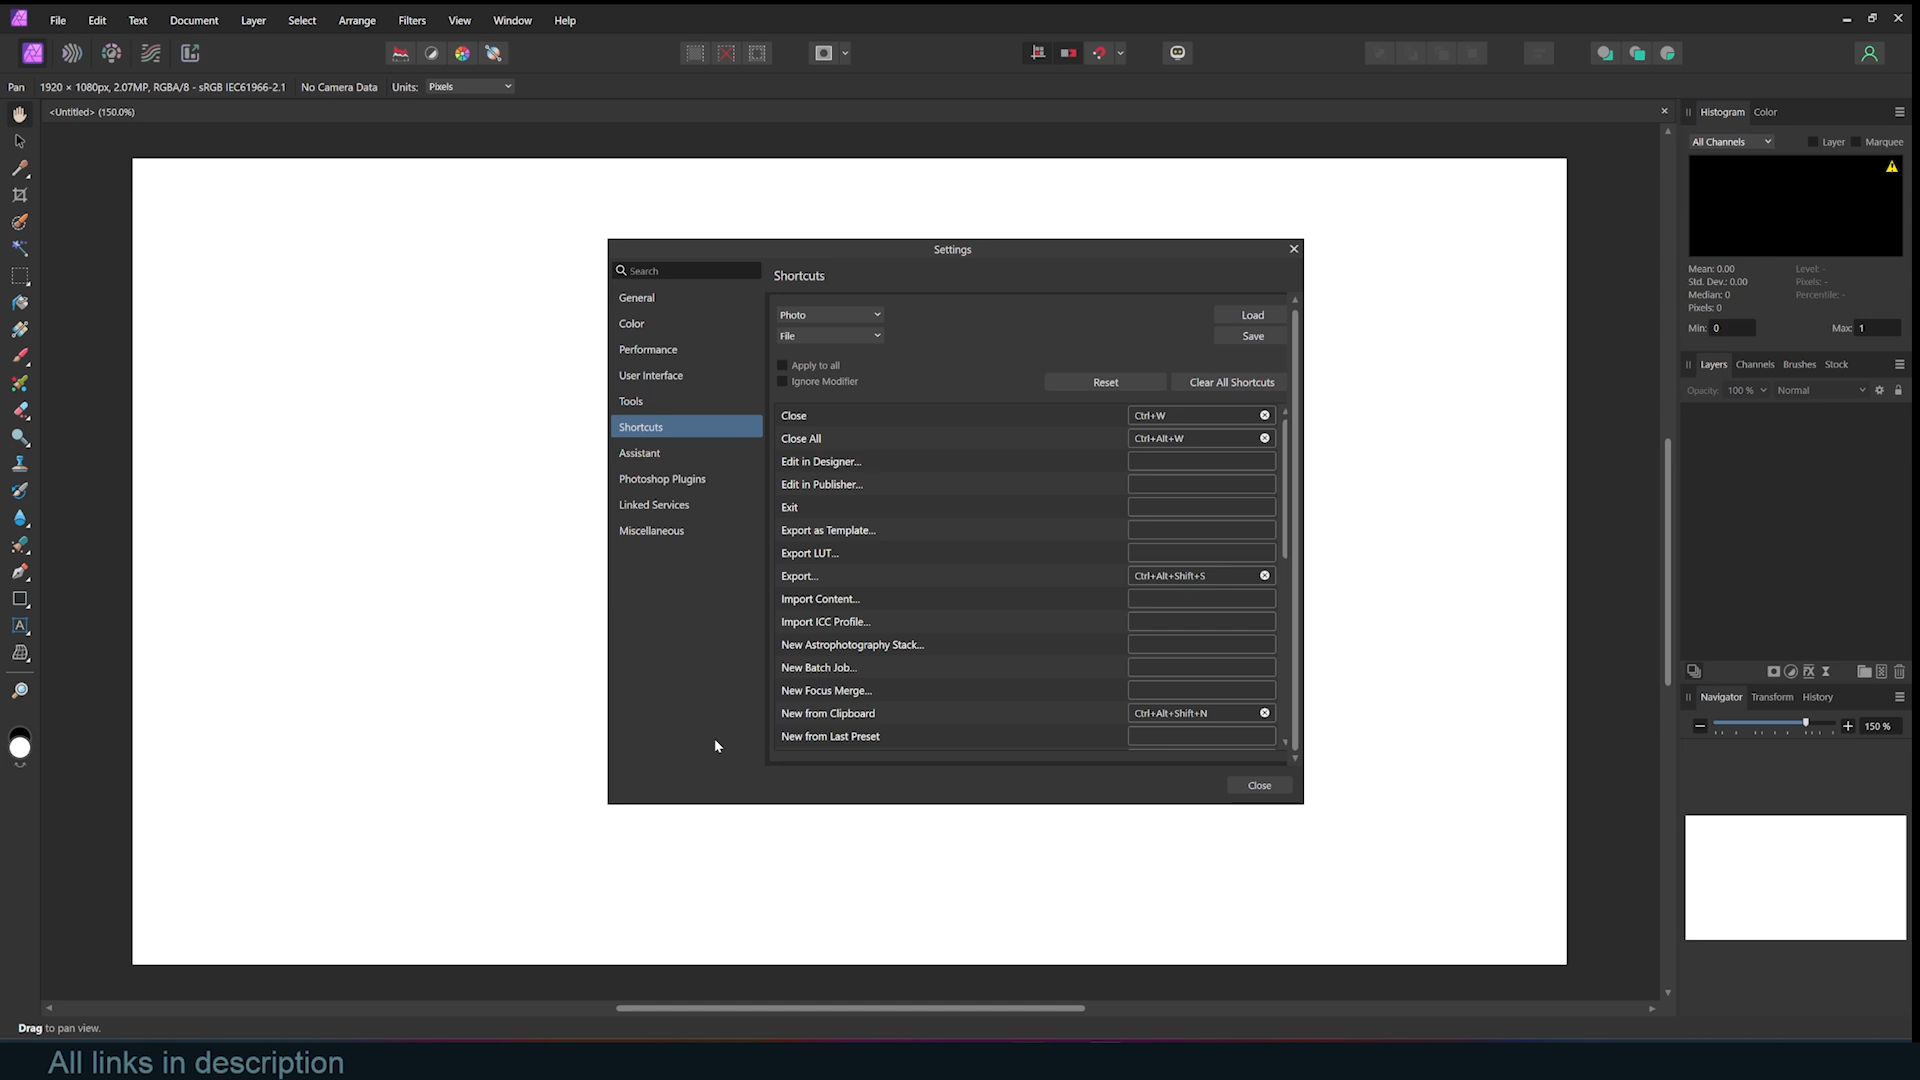 File Edit Text Document Layer Select Arrange Filters View Window Help
Pan 1920 × 1080px, 2.07MP, RGBA/8 - sRGB IEC61966-2.1 No Camera Data Units: Pixels
<Untitled> (150.0%)
Histogram Color
All Channels Layer Marquee
Mean: 0.00 Level: -
Std. Dev.: 0.00 Pixels: -
Median: 0 Percentile: -
Pixels: 0
Min: 0 Max: 1
Layers Channels Brushes Stock
Opacity: 100 % Normal
Navigator Transform History
150 %
Settings
Search
General
Color
Performance
User Interface
Tools
Shortcuts
Assistant
Photoshop Plugins
Linked Services
Miscellaneous
Shortcuts
Photo Load
File Save
Apply to all
Ignore Modifier
Reset Clear All Shortcuts
Close Ctrl+W
Close All Ctrl+Alt+W
Edit in Designer...
Edit in Publisher...
Exit
Export as Template...
Export LUT...
Export... Ctrl+Alt+Shift+S
Import Content...
Import ICC Profile...
New Astrophotography Stack...
New Batch Job...
New Focus Merge...
New from Clipboard Ctrl+Alt+Shift+N
New from Last Preset
Close
Drag to pan view.
All links in description